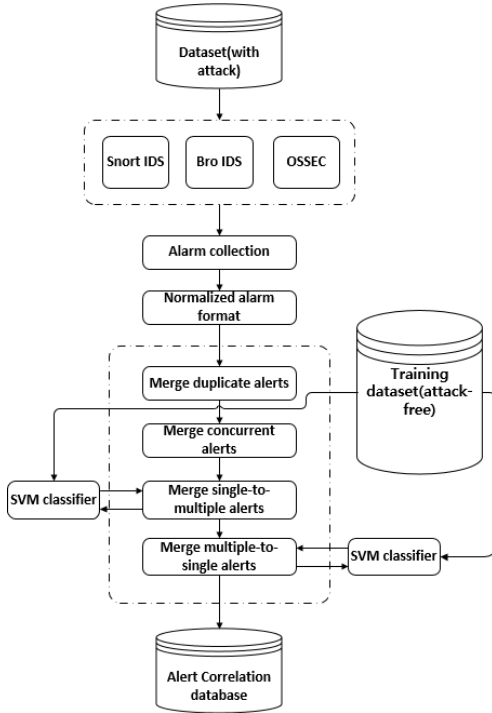 Dataset(with
attack)
Snort IDS
Bro IDS
OSSEC
Alarm collection
Normalized alarm
format
Training
dataset(attack-
free)
Merge duplicate alerts
Merge concurrent
alerts
SVM classifier
Merge single-to-
multiple alerts
Merge multiple-to-
single alerts
SVM classifier
Alert Correlation
database